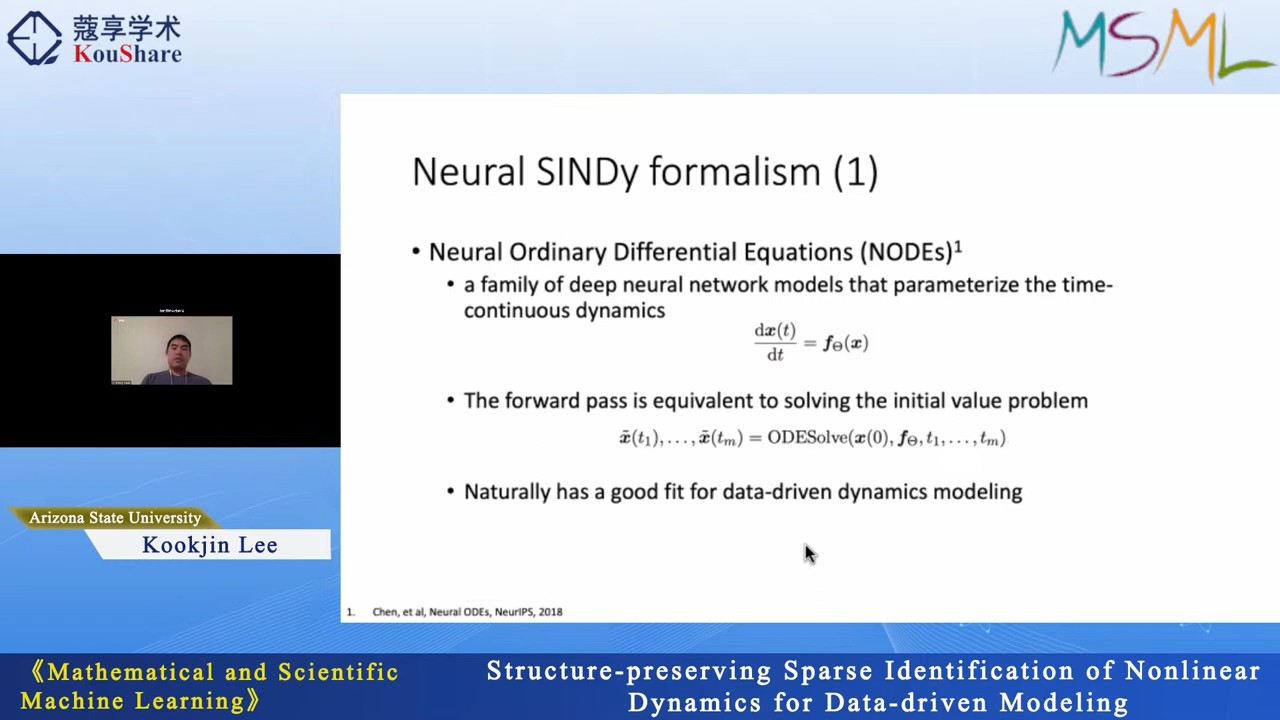 蔻享学术
KouShare
MSML
Neural SINDy formalism (1)
• Neural Ordinary Differential Equations (NODEs)¹
• a family of deep neural network models that parameterize the time-
continuous dynamics
dx(t)/dt = f_Θ(x)
• The forward pass is equivalent to solving the initial value problem
x̃(t₁), . . . , x̃(t_m) = ODESolve(x(0), f_Θ, t₁, . . . , t_m)
• Naturally has a good fit for data-driven dynamics modeling
1. Chen, et al, Neural ODEs, NeurIPS, 2018
Arizona State University
Kookjin Lee
《Mathematical and Scientific
Machine Learning》
Structure-preserving Sparse Identification of Nonlinear
Dynamics for Data-driven Modeling